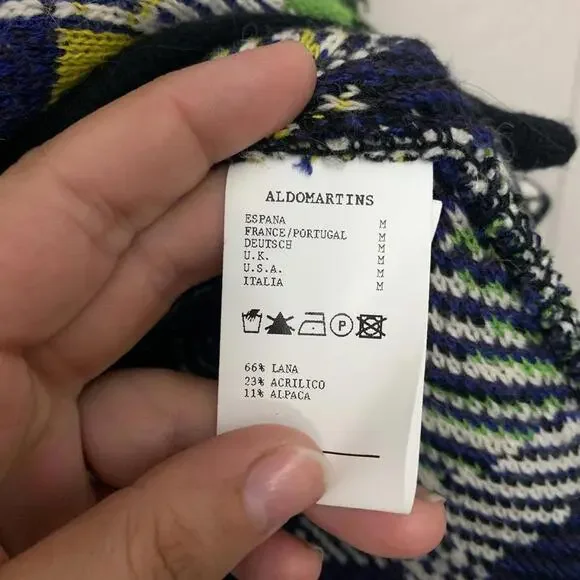 ALDOMARTINS
ESPANA M
FRANCE/PORTUGAL M
DEUTSCH M
U.K. M
U.S.A. M
ITALIA M
P
66% LANA
23% ACRILICO
11% ALPACA